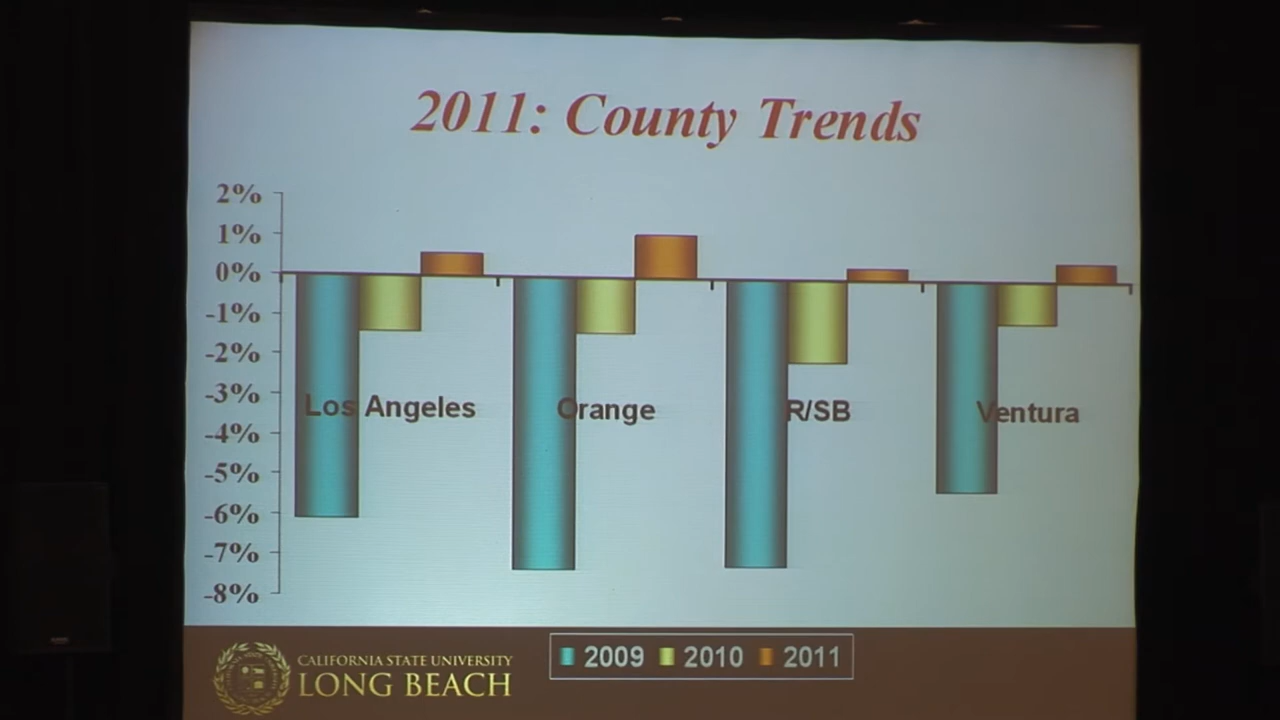 2011: County Trends
2%
1%
0%
-1%
-2%
-3%
-4%
-5%
-6%
-7%
-8%
Los Angeles
Orange
R/SB
Ventura
2009
2010
2011
CALIFORNIA STATE UNIVERSITY
LONG BEACH